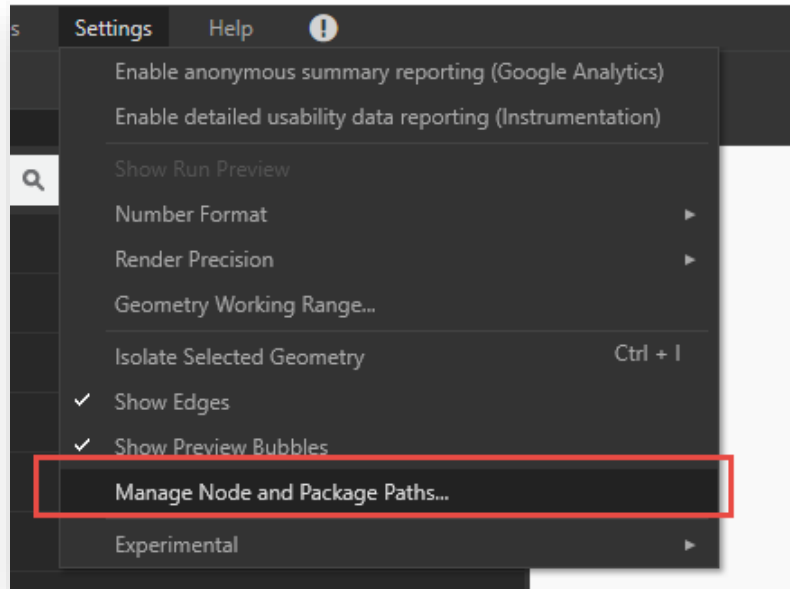 s Settings Help !
Enable anonymous summary reporting (Google Analytics)
Enable detailed usability data reporting (Instrumentation)
Show Run Preview
Number Format
Render Precision
Geometry Working Range...
Isolate Selected Geometry Ctrl + I
Show Edges
Show Preview Bubbles
Manage Node and Package Paths...
Experimental